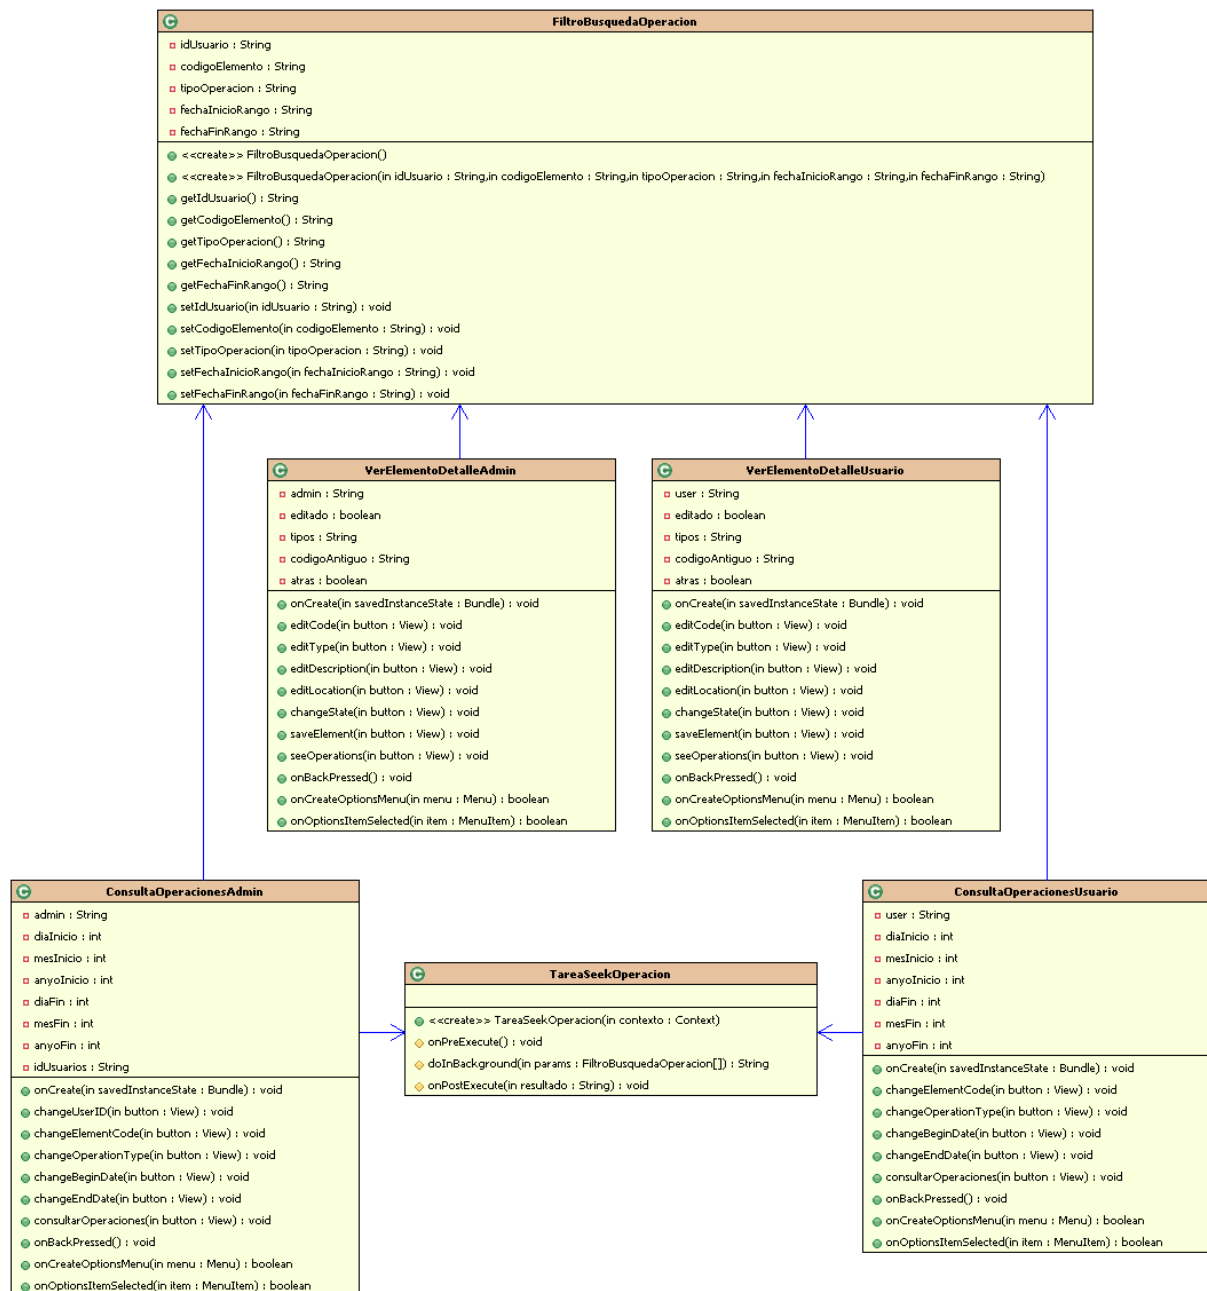 FiltroBusquedaOperacion
idUsuario : String
codigoElemento : String
tipoOperacion : String
fechaInicioRango : String
fechaFinRango : String
<<create>> FiltroBusquedaOperacion()
<<create>> FiltroBusquedaOperacion(in idUsuario : String,in codigoElemento : String,in tipoOperacion : String,in fechaInicioRango : String,in fechaFinRango : String)
getIdUsuario() : String
getCodigoElemento() : String
getTipoOperacion() : String
getFechaInicioRango() : String
getFechaFinRango() : String
setIdUsuario(in idUsuario : String) : void
setCodigoElemento(in codigoElemento : String) : void
setTipoOperacion(in tipoOperacion : String) : void
setFechaInicioRango(in fechaInicioRango : String) : void
setFechaFinRango(in fechaFinRango : String) : void
VerElementoDetalleAdmin
admin : String
editado : boolean
tipos : String
codigoAntiguo : String
atras : boolean
onCreate(in savedInstanceState : Bundle) : void
editCode(in button : View) : void
editType(in button : View) : void
editDescription(in button : View) : void
editLocation(in button : View) : void
changeState(in button : View) : void
saveElement(in button : View) : void
seeOperations(in button : View) : void
onBackPressed() : void
onCreateOptionsMenu(in menu : Menu) : boolean
onOptionsItemSelected(in item : MenuItem) : boolean
VerElementoDetalleUsuario
user : String
editado : boolean
tipos : String
codigoAntiguo : String
atras : boolean
onCreate(in savedInstanceState : Bundle) : void
editCode(in button : View) : void
editType(in button : View) : void
editDescription(in button : View) : void
editLocation(in button : View) : void
changeState(in button : View) : void
saveElement(in button : View) : void
seeOperations(in button : View) : void
onBackPressed() : void
onCreateOptionsMenu(in menu : Menu) : boolean
onOptionsItemSelected(in item : MenuItem) : boolean
ConsultaOperacionesAdmin
admin : String
diaInicio : int
mesInicio : int
anyoInicio : int
diaFin : int
mesFin : int
anyoFin : int
idUsuarios : String
onCreate(in savedInstanceState : Bundle) : void
changeUserID(in button : View) : void
changeElementCode(in button : View) : void
changeOperationType(in button : View) : void
changeBeginDate(in button : View) : void
changeEndDate(in button : View) : void
consultarOperaciones(in button : View) : void
onBackPressed() : void
onCreateOptionsMenu(in menu : Menu) : boolean
onOptionsItemSelected(in item : MenuItem) : boolean
TareaSeekOperacion
<<create>> TareaSeekOperacion(in contexto : Context)
onPreExecute() : void
doInBackground(in params : FiltroBusquedaOperacion[]) : String
onPostExecute(in resultado : String) : void
ConsultaOperacionesUsuario
user : String
diaInicio : int
mesInicio : int
anyoInicio : int
diaFin : int
mesFin : int
anyoFin : int
onCreate(in savedInstanceState : Bundle) : void
changeElementCode(in button : View) : void
changeOperationType(in button : View) : void
changeBeginDate(in button : View) : void
changeEndDate(in button : View) : void
consultarOperaciones(in button : View) : void
onBackPressed() : void
onCreateOptionsMenu(in menu : Menu) : boolean
onOptionsItemSelected(in item : MenuItem) : boolean